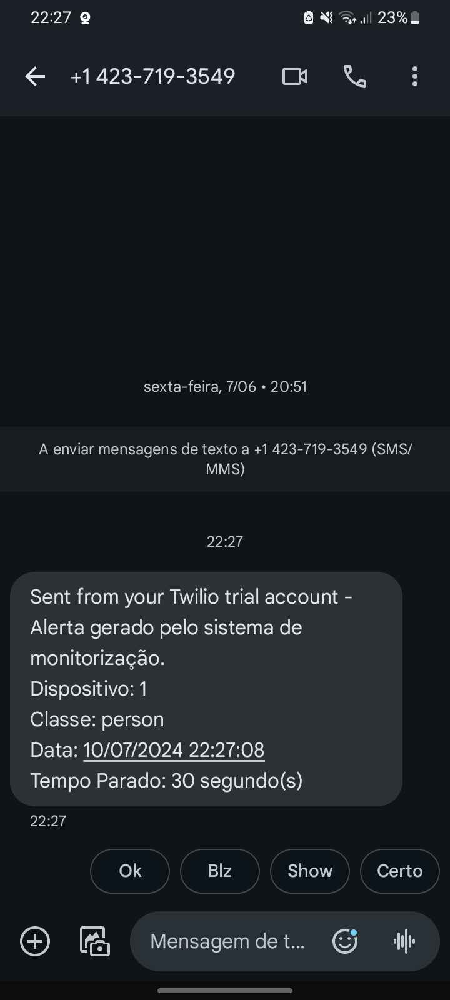 22:27
23%
+1 423-719-3549
sexta-feira, 7/06 • 20:51
A enviar mensagens de texto a +1 423-719-3549 (SMS/
MMS)
22:27
Sent from your Twilio trial account -
Alerta gerado pelo sistema de
monitorização.
Dispositivo: 1
Classe: person
Data: 10/07/2024 22:27:08
Tempo Parado: 30 segundo(s)
22:27
Ok
Blz
Show
Certo
Mensagem de t...